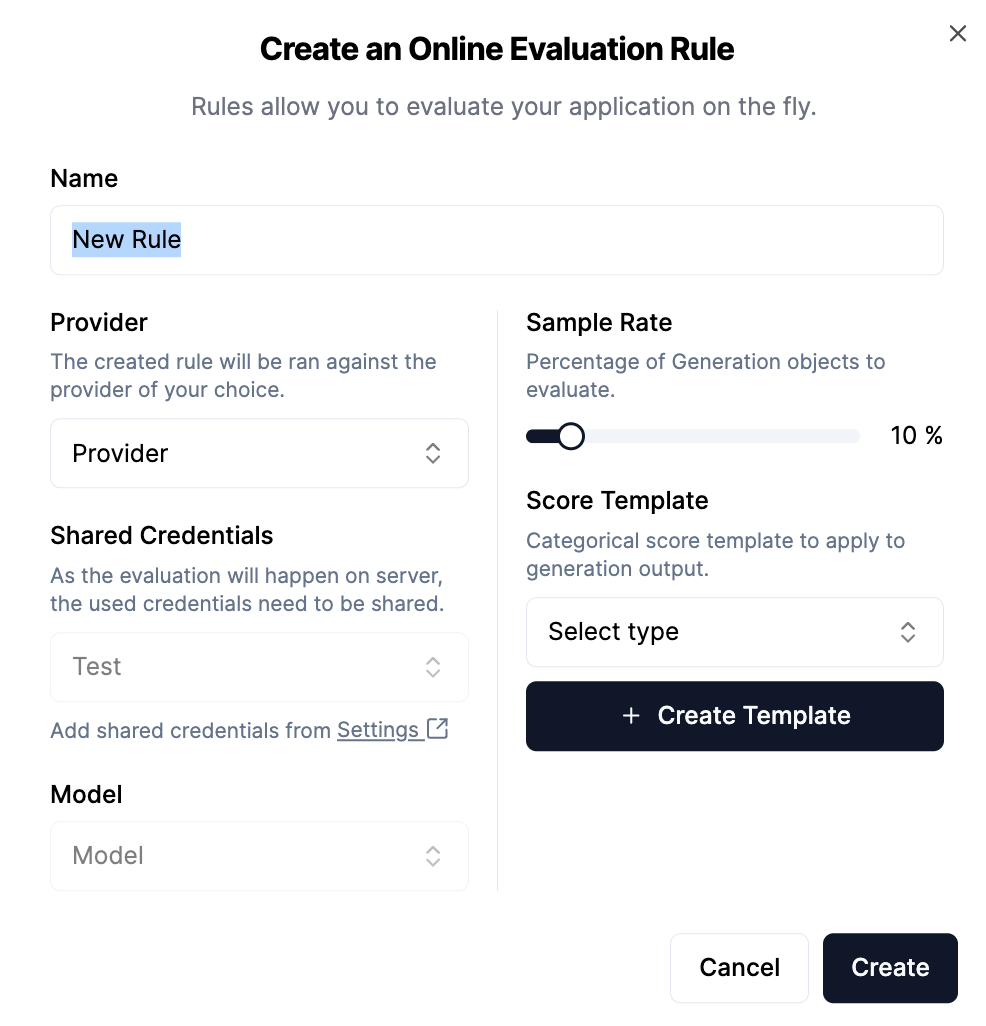 Create an Online Evaluation Rule
Rules allow you to evaluate your application on the fly.
Name
New Rule
Provider
The created rule will be ran against the
provider of your choice.
Provider
Shared Credentials
As the evaluation will happen on server,
the used credentials need to be shared.
Test
Add shared credentials from Settings
Model
Model
Sample Rate
Percentage of Generation objects to
evaluate.
10 %
Score Template
Categorical score template to apply to
generation output.
Select type
+ Create Template
Cancel
Create